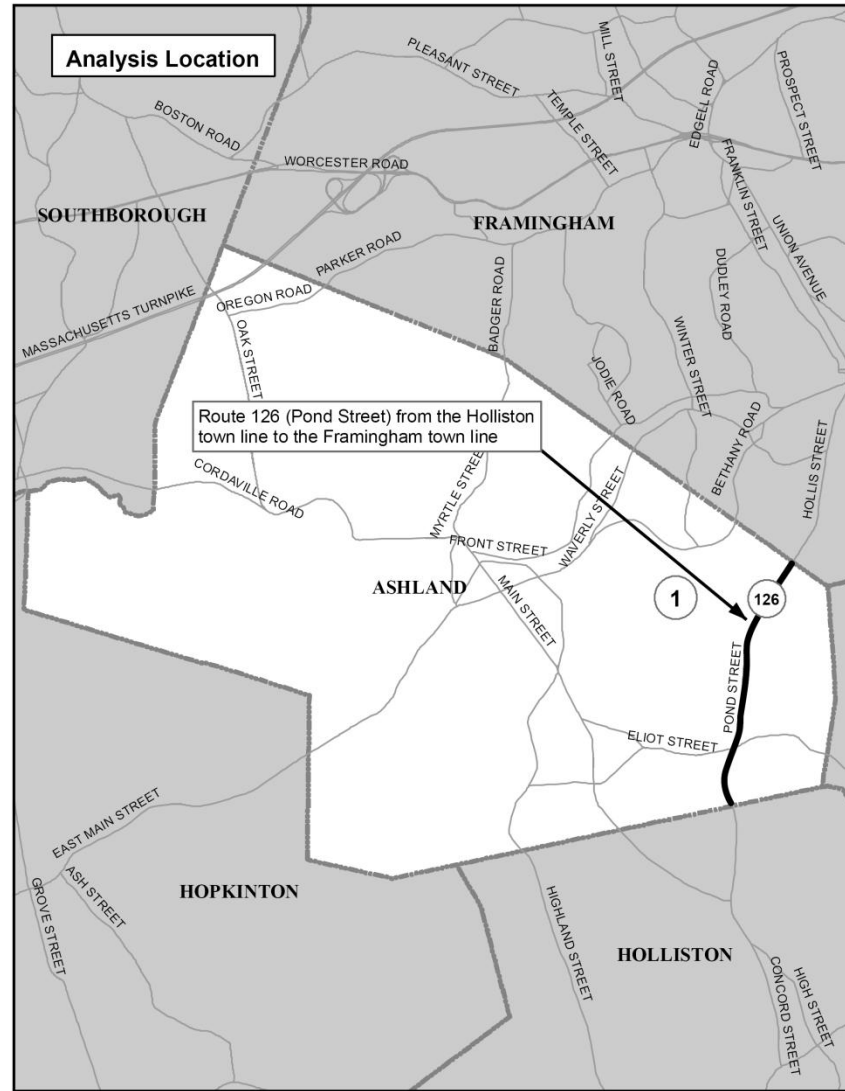 Analysis Location
PLEASANT STREET
MILL STREET
EDGELL ROAD
PROSPECT STREET
TEMPLE STREET
BOSTON ROAD
WORCESTER ROAD
FRANKLIN STREET
UNION AVENUE
SOUTHBOROUGH
FRAMINGHAM
PARKER ROAD
DUDLEY ROAD
OREGON ROAD
MASSACHUSETTS TURNPIKE
BADGER ROAD
OAK STREET
WINTER STREET
JODIE ROAD
Route 126 (Pond Street) from the Holliston
town line to the Framingham town line
BETHANY ROAD
HOLLIS STREET
CORDAVILLE ROAD
MYRTLE STREE
WAVERLY STREET
FRONT STREET
ASHLAND
MAIN STREET
1
126
POND STREET
ELIOT STREET
EAST MAIN STREET
ASH STREET
GROVE STREET
HOPKINTON
HIGHLAND STREET
HOLLISTON
CONCORD STREET
HIGH STREET